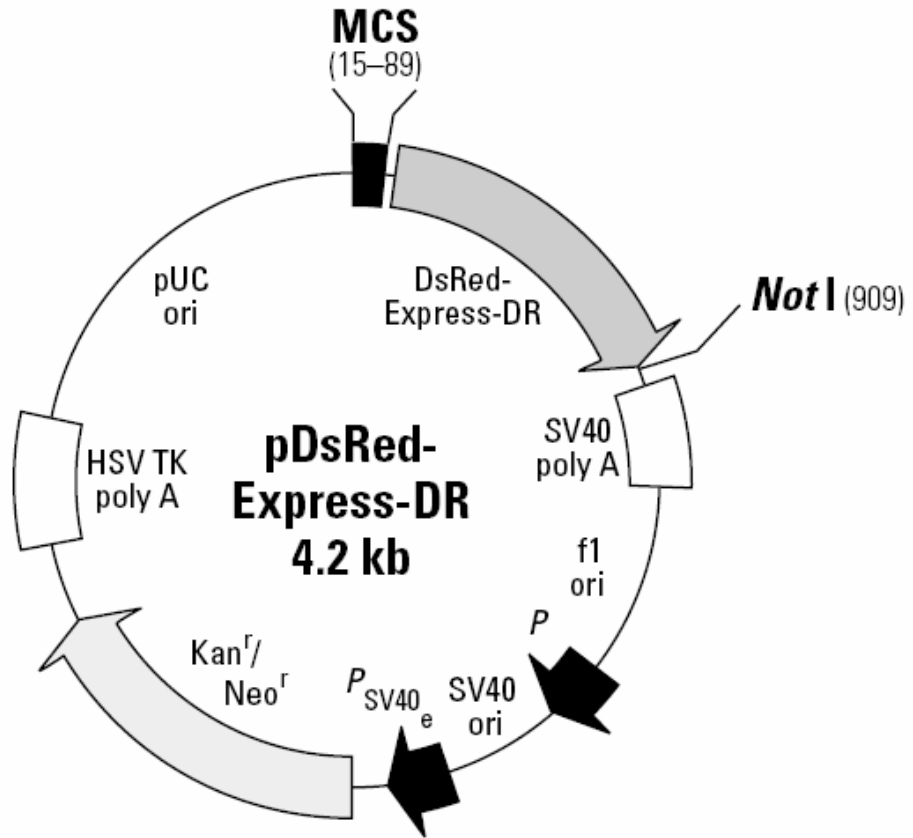 MCS
(15–89)
pUC
ori
DsRed-
Express-DR
Not I (909)
HSV TK
poly A
pDsRed-
Express-DR
4.2 kb
SV40
poly A
f1
ori
P
Kanʳ/
Neoʳ
P SV40 e
SV40
ori